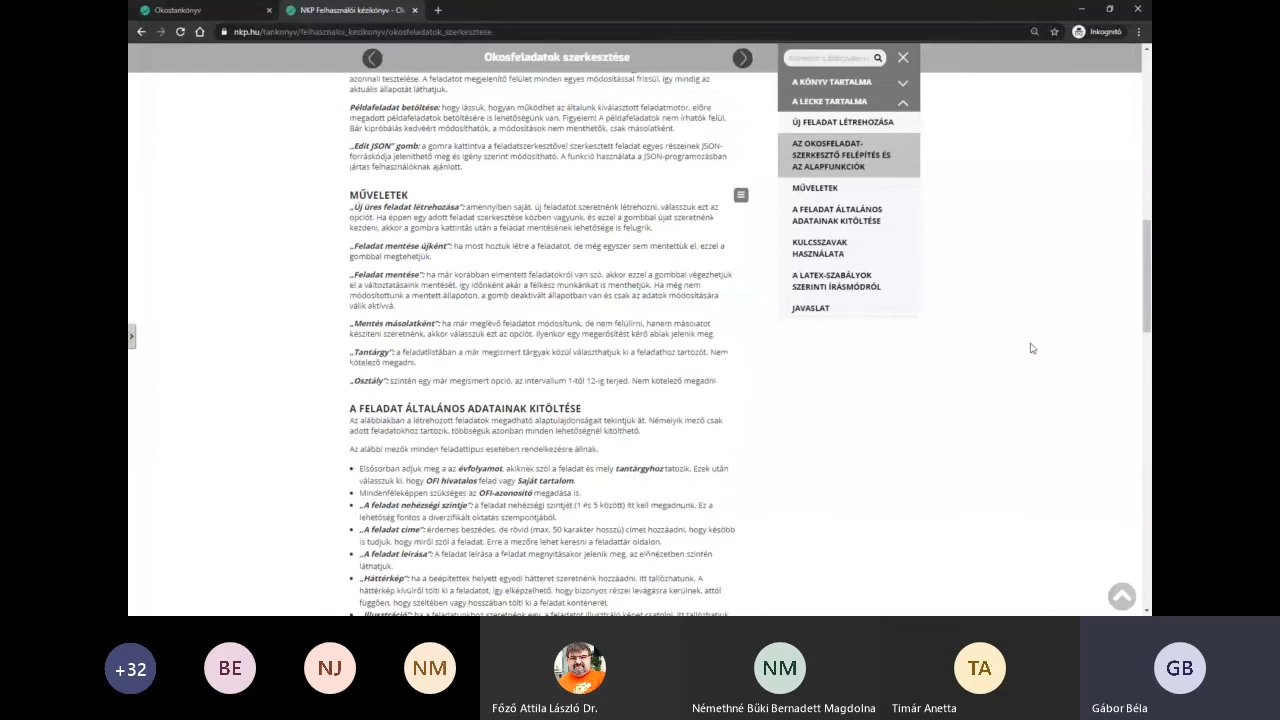 Okostankönyv
NKP Felhasználói kézikönyv - Ok
nkp.hu/tankonyv/felhasznaloi_kezikonyv/okosfeladatok_szerkesztese
Inkognitó
Okosfeladatok szerkesztése
azonnali tesztelése. A feladatot megjelenítő felület minden egyes módosítással frissül, így mindig az
aktuális állapotát láthatjuk.
Példafeladat betöltése: hogy lássuk, hogyan működhet az általunk kiválasztott feladatmotor, előre
megadott példafeladatok betöltésére is lehetőségünk van. Figyelem! A példafeladatok nem írhatók felül.
Bár kipróbálás kedvéért módosíthatók, a módosítások nem menthetők, csak másolatként.
„Edit JSON" gomb: a gomra kattintva a feladatszerkesztővel szerkesztett feladat egyes részeinek JSON-
forráskódja jeleníthető meg és igény szerint módosítható. A funkció használata a JSON-programozásban
jártas felhasználóknak ajánlott.
MŰVELETEK
„Új üres feladat létrehozása": amennyiben saját, új feladatot szeretnénk létrehozni, válasszuk ezt az
opciót. Ha éppen egy adott feladat szerkesztése közben vagyunk, és ezzel a gombbal újat szeretnénk
kezdeni, akkor a gombra kattintás után a feladat mentésének lehetősége is felugrik.
„Feladat mentése újként": ha most hoztuk létre a feladatot, de még egyszer sem mentettük el, ezzel a
gombbal megtehetjük.
„Feladat mentése": ha már korábban elmentett feladatokról van szó, akkor ezzel a gombbal végezhetjük
el a változtatásaink mentését, így időnként akár a félkész munkánkat is menthetjük. Ha még nem
módosítottunk a mentett állapoton, a gomb deaktivált állapotban van és csak az adatok módosítására
válik aktívvá.
„Mentés másolatként": ha már meglévő feladatot módosítunk, de nem felülírni, hanem másolatot
készíteni szeretnénk, akkor válasszuk ezt az opciót. Ilyenkor egy megerősítést kérő ablak jelenik meg.
„Tantárgy": a feladatlistában a már megismert tárgyak közül választhatjuk ki a feladathoz tartozót. Nem
kötelező megadni.
„Osztály": szintén egy már megismert opció, az intervallum 1-től 12-ig terjed. Nem kötelező megadni.
A FELADAT ÁLTALÁNOS ADATAINAK KITÖLTÉSE
Az alábbiakban a létrehozott feladatok megadható alaptulajdonságait tekintjük át. Némelyik mező csak
adott feladatokhoz tartozik, többségük azonban minden lehetőségnél kitölthető.
Az alábbi mezők minden feladattípus esetében rendelkezésre állnak.
• Elsősorban adjuk meg a az évfolyamot, akiknek szól a feladat és mely tantárgyhoz tatozik. Ezek után
válasszuk ki, hogy OFI hivatalos felad vagy Saját tartalom.
• Mindenféleképpen szükséges az OFI-azonosító megadása is.
• „A feladat nehézségi szintje": a feladat nehézségi szintjét (1 és 5 között) itt kell megadnunk. Ez a
lehetőség fontos a diverzifikált oktatás szempontjából.
• „A feladat címe": érdemes beszédes, de rövid (max. 50 karakter hosszú) címet hozzáadni, hogy később
is tudjuk, hogy miről szól a feladat. Erre a mezőre lehet keresni a feladattár oldalon.
• „A feladat leírása": A feladat leírása a feladat megnyitásakor jelenik meg, az előnézetben szintén
láthatjuk.
• „Háttérkép": ha a beépítettek helyett egyedi hátteret szeretnénk hozzáadni, itt tallózhatunk. A
háttérkép kívülről tölti ki a feladatot, így elképzelhető, hogy bizonyos részei levágásra kerülnek, attól
függően, hogy széltében vagy hosszában tölti ki a feladat konténerét.
• „Illusztráció": ha a feladatunkhoz szeretnénk egy, a feladatot illusztráló képet csatolni, itt tallózhatjuk
A KÖNYV TARTALMA
A LECKE TARTALMA
ÚJ FELADAT LÉTREHOZÁSA
AZ OKOSFELADAT-
SZERKESZTŐ FELÉPÍTÉS ÉS
AZ ALAPFUNKCIÓK
MŰVELETEK
A FELADAT ÁLTALÁNOS
ADATAINAK KITÖLTÉSE
KULCSSZAVAK
HASZNÁLATA
A LATEX-SZABÁLYOK
SZERINTI ÍRÁSMÓDRÓL
JAVASLAT
+32
BE
NJ
NM
Főző Attila László Dr.
NM
Némethné Büki Bernadett Magdolna
TA
Timár Anetta
GB
Gábor Béla